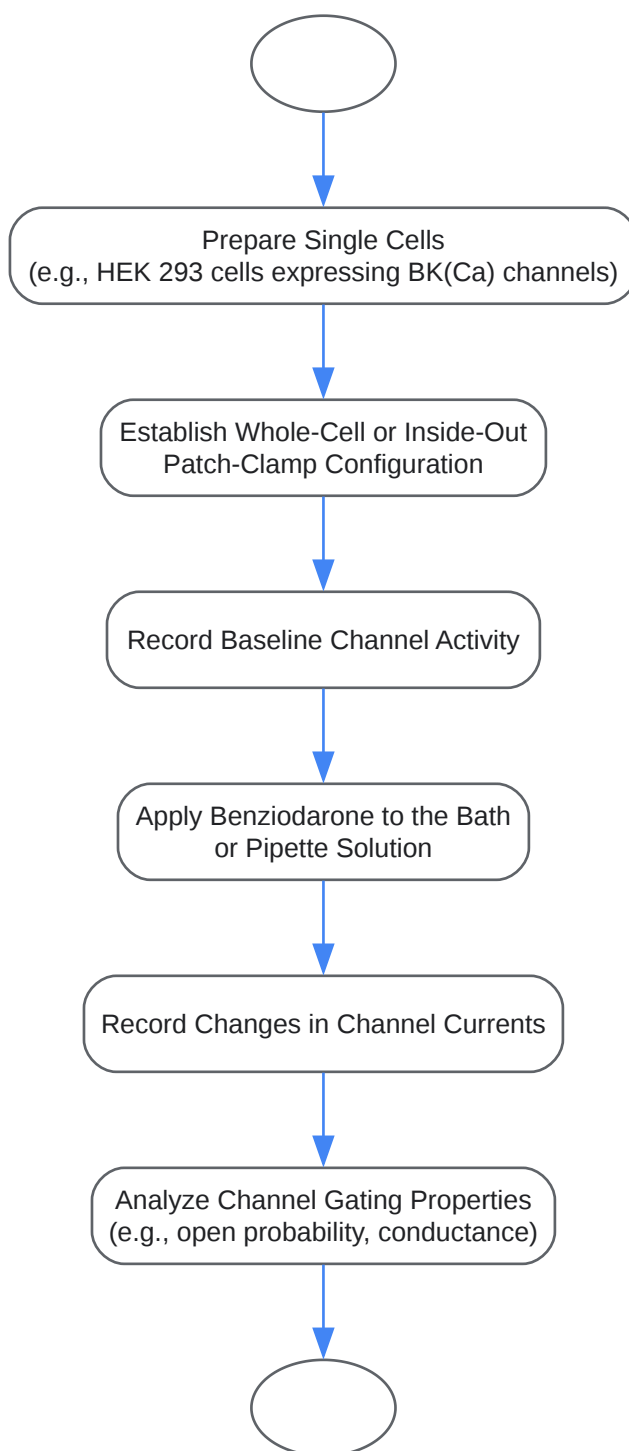 Prepare Single Cells
(e.g., HEK 293 cells expressing BK(Ca) channels)
Establish Whole-Cell or Inside-Out
Patch-Clamp Configuration
Record Baseline Channel Activity
Apply Benziodarone to the Bath
or Pipette Solution
Record Changes in Channel Currents
Analyze Channel Gating Properties
(e.g., open probability, conductance)